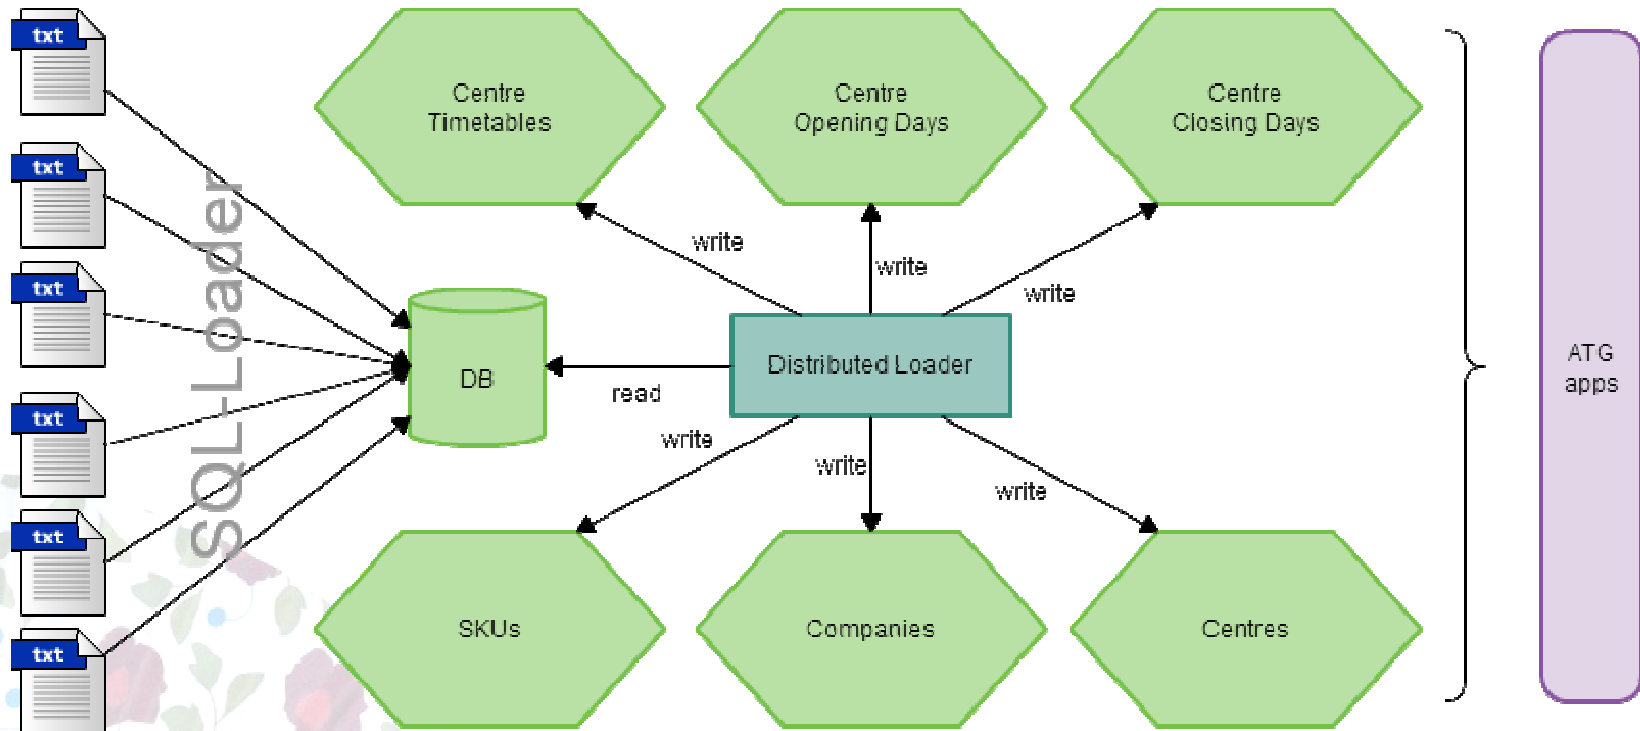 txt
txt
txt
txt
txt
txt
SQL-Loader
Centre
Timetables
Centre
Opening Days
Centre
Closing Days
write
write
write
DB
read
Distributed Loader
write
write
write
SKUs
Companies
Centres
ATG
apps